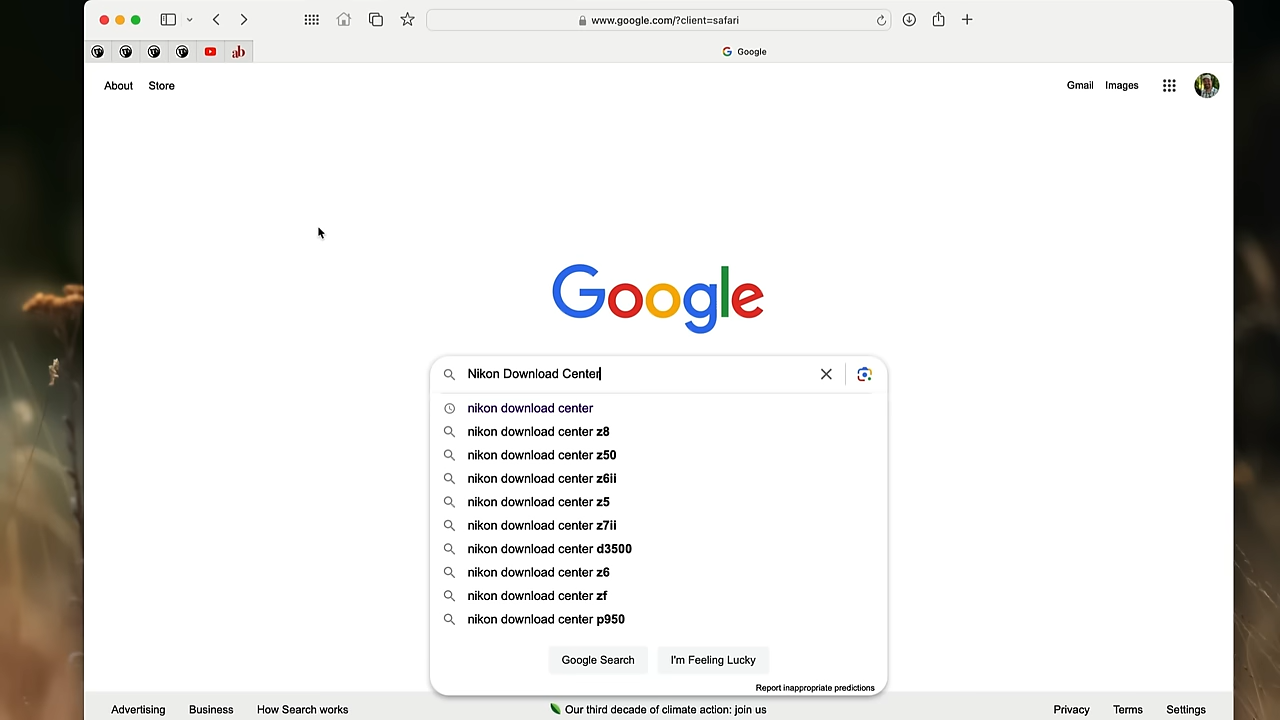 www.google.com/?client=safari
ab
Google
About Store
Gmail Images
Google
Nikon Download Center
nikon download center
nikon download center z8
nikon download center z50
nikon download center z6ii
nikon download center z5
nikon download center z7ii
nikon download center d3500
nikon download center z6
nikon download center zf
nikon download center p950
Google Search I'm Feeling Lucky
Report inappropriate predictions
Advertising Business How Search works
Our third decade of climate action: join us
Privacy Terms Settings